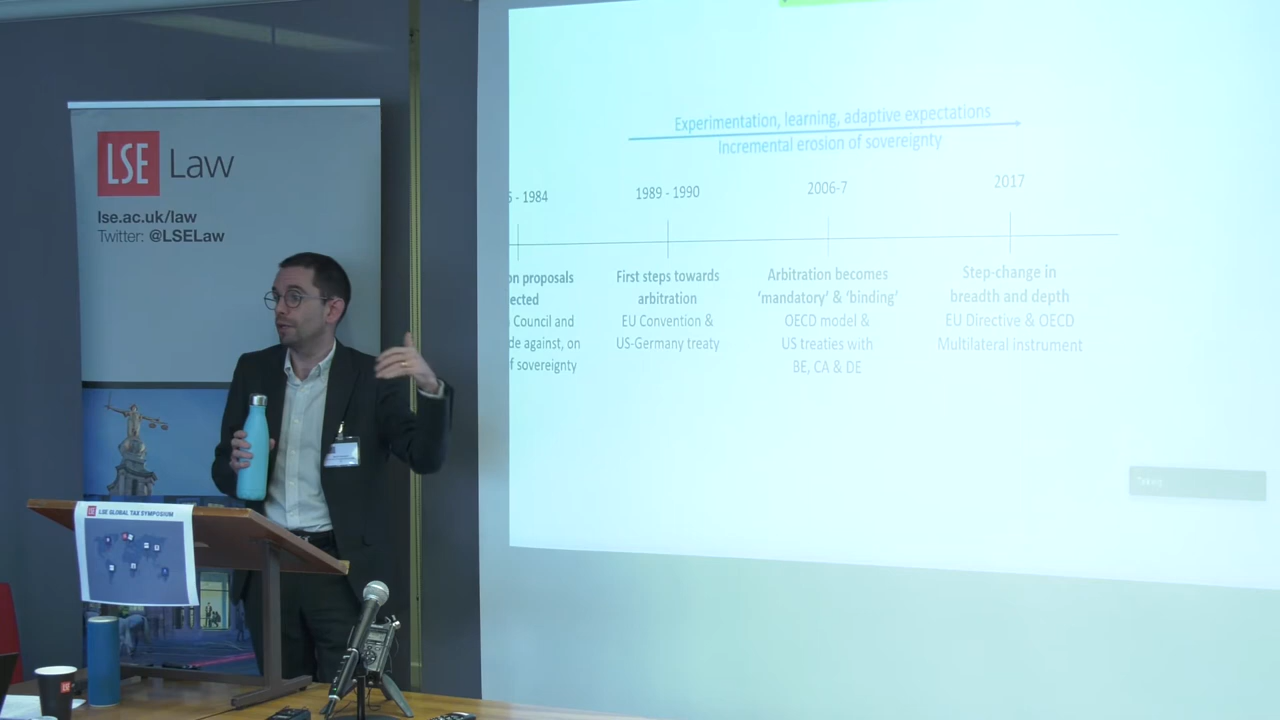 LSE Law
lse.ac.uk/law
Twitter: @LSELaw
LSE GLOBAL TAX SYMPOSIUM
LSE
Experimentation, learning, adaptive expectations
Incremental erosion of sovereignty
- 1984
on proposals
ected
Council and
de against, on
f sovereignty
1989 - 1990
First steps towards
arbitration
EU Convention &
US-Germany treaty
2006-7
Arbitration becomes
‘mandatory’ & ‘binding’
OECD model &
US treaties with
BE, CA & DE
2017
Step-change in
breadth and depth
EU Directive & OECD
Multilateral instrument